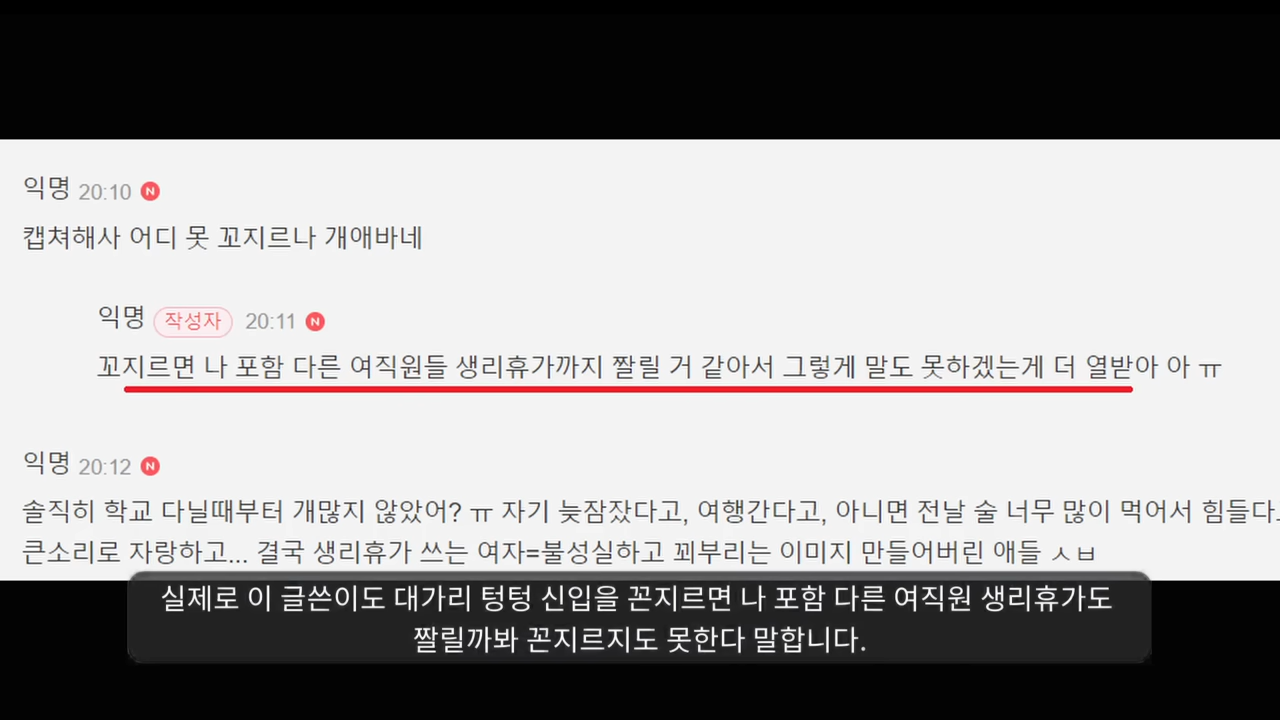 익명 20:10 N
캡쳐해사 어디 못 꼬지르나 개애바네
익명 작성자 20:11 N
꼬지르면 나 포함 다른 여직원들 생리휴가까지 짤릴 거 같아서 그렇게 말도 못하겠는게 더 열받아 아 ㅠ
익명 20:12 N
솔직히 학교 다닐때부터 개많지 않았어? ㅠ 자기 늦잠잤다고, 여행간다고, 아니면 전날 술 너무 많이 먹어서 힘들다
큰소리로 자랑하고... 결국 생리휴가 쓰는 여자=불성실하고 꾀부리는 이미지 만들어버린 애들 ㅅㅂ
실제로 이 글쓴이도 대가리 텅텅 신입을 꼰지르면 나 포함 다른 여직원 생리휴가도
짤릴까봐 꼰지르지도 못한다 말합니다.